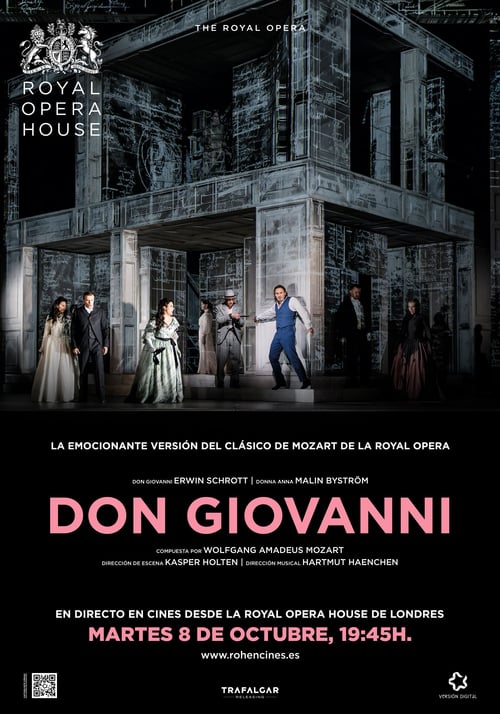 THE ROYAL OPERA
ROYAL
OPERA
HOUSE
LA EMOCIONANTE VERSIÓN DEL CLÁSICO DE MOZART DE LA ROYAL OPERA
DON GIOVANNI ERWIN SCHROTT | DONNA ANNA MALIN BYSTRÖM
DON GIOVANNI
COMPUESTA POR WOLFGANG AMADEUS MOZART
DIRECCIÓN DE ESCENA KASPER HOLTEN | DIRECCIÓN MUSICAL HARTMUT HAENCHEN
EN DIRECTO EN CINES DESDE LA ROYAL OPERA HOUSE DE LONDRES
MARTES 8 DE OCTUBRE, 19:45H.
www.rohencines.es
TRAFALGAR
RELEASING
VERSIÓN DIGITAL